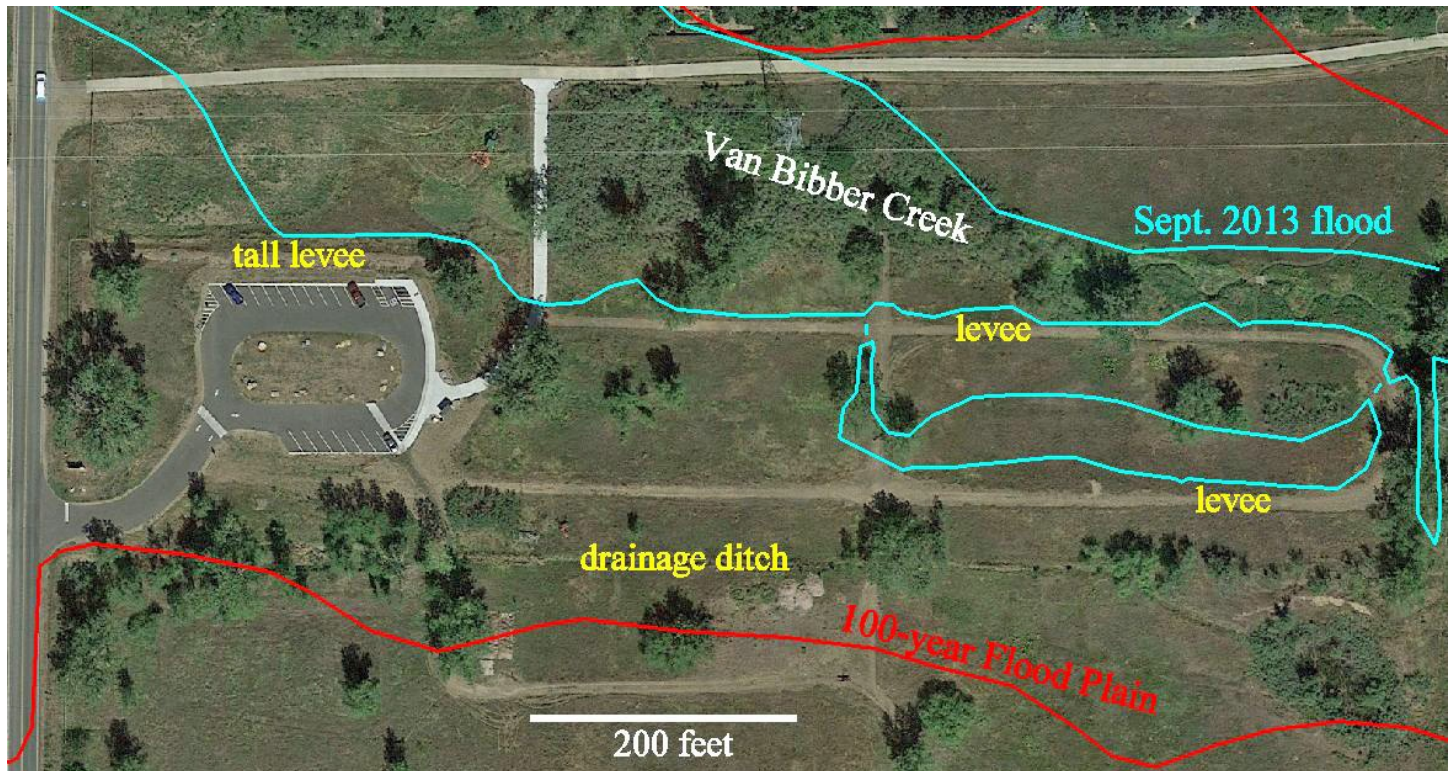 Van Bibber Creek
Sept. 2013 flood
tall levee
levee
levee
drainage ditch
100-year Flood Plain
200 feet